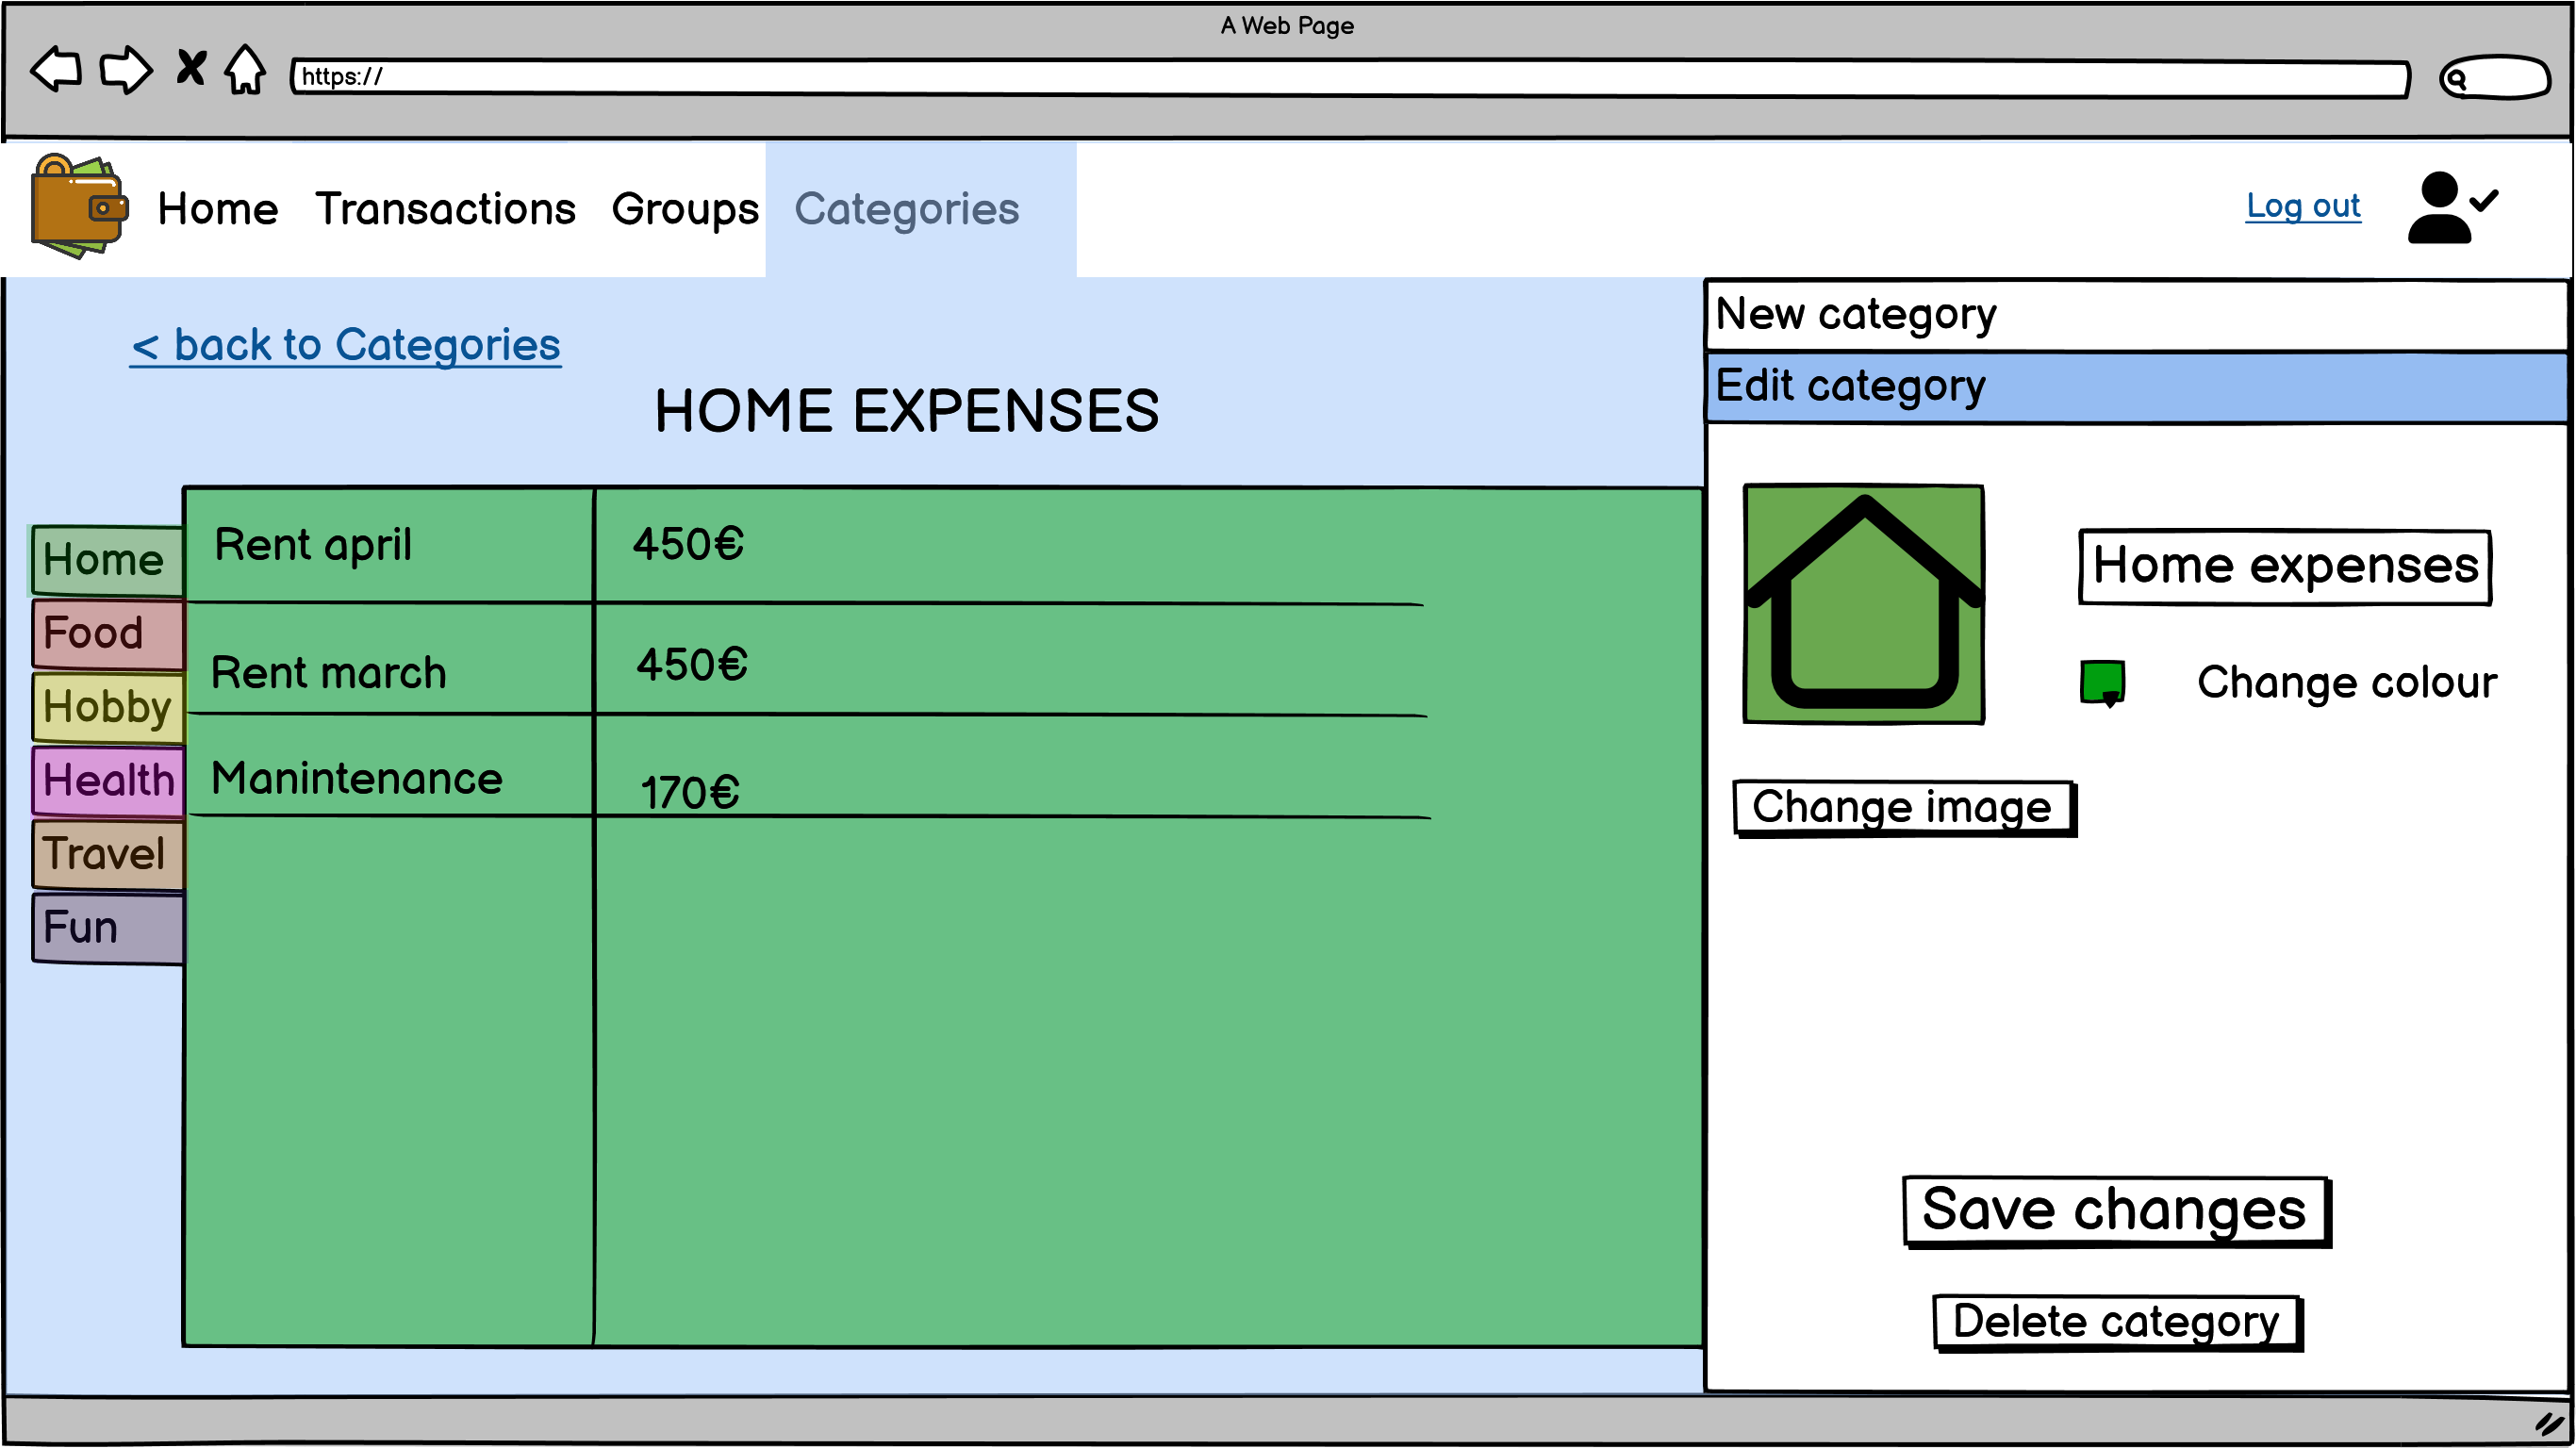 A Web Page
https://
Home Transactions Groups Categories Log out
< back to Categories
HOME EXPENSES
Home
Food
Hobby
Health
Travel
Fun
Rent april 450€
Rent march 450€
Manintenance 170€
New category
Edit category
Home expenses
Change colour
Change image
Save changes
Delete category